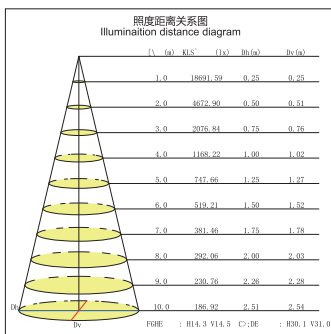 照度距离关系图
Illuminaition distance diagram
[\ (m) KLS` (lx) Dh(m) Dv(m)
1.0 18691.59 0.25 0.25
2.0 4672.90 0.50 0.51
3.0 2076.84 0.75 0.76
4.0 1168.22 1.00 1.02
5.0 747.66 1.25 1.27
6.0 519.21 1.50 1.52
7.0 381.46 1.75 1.78
8.0 292.06 2.00 2.03
9.0 230.76 2.26 2.28
Dh 10.0 186.92 2.51 2.54
Dv
FGHE : H14.3 V14.5 C>;DE : H30.1 V31.0